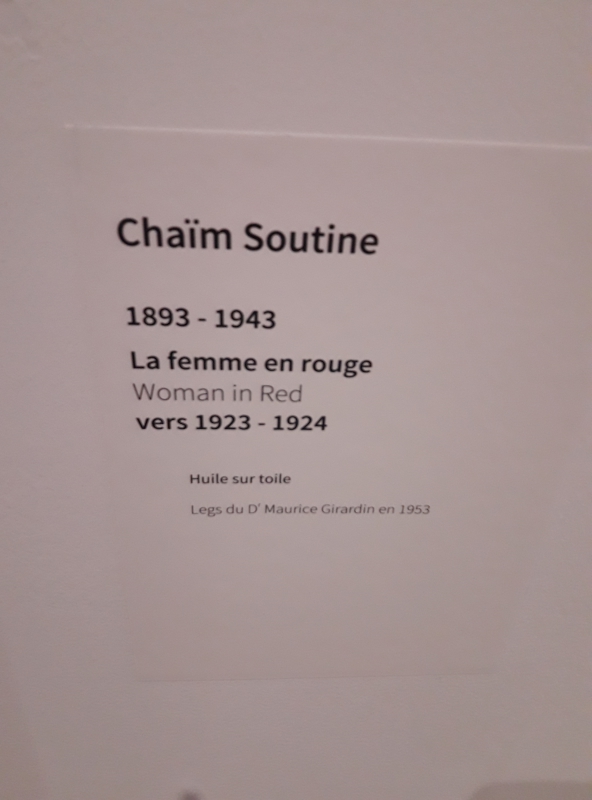 Chaïm Soutine
1893 - 1943
La femme en rouge
Woman in Red
vers 1923 - 1924
Huile sur toile
Legs du Dʳ Maurice Girardin en 1953